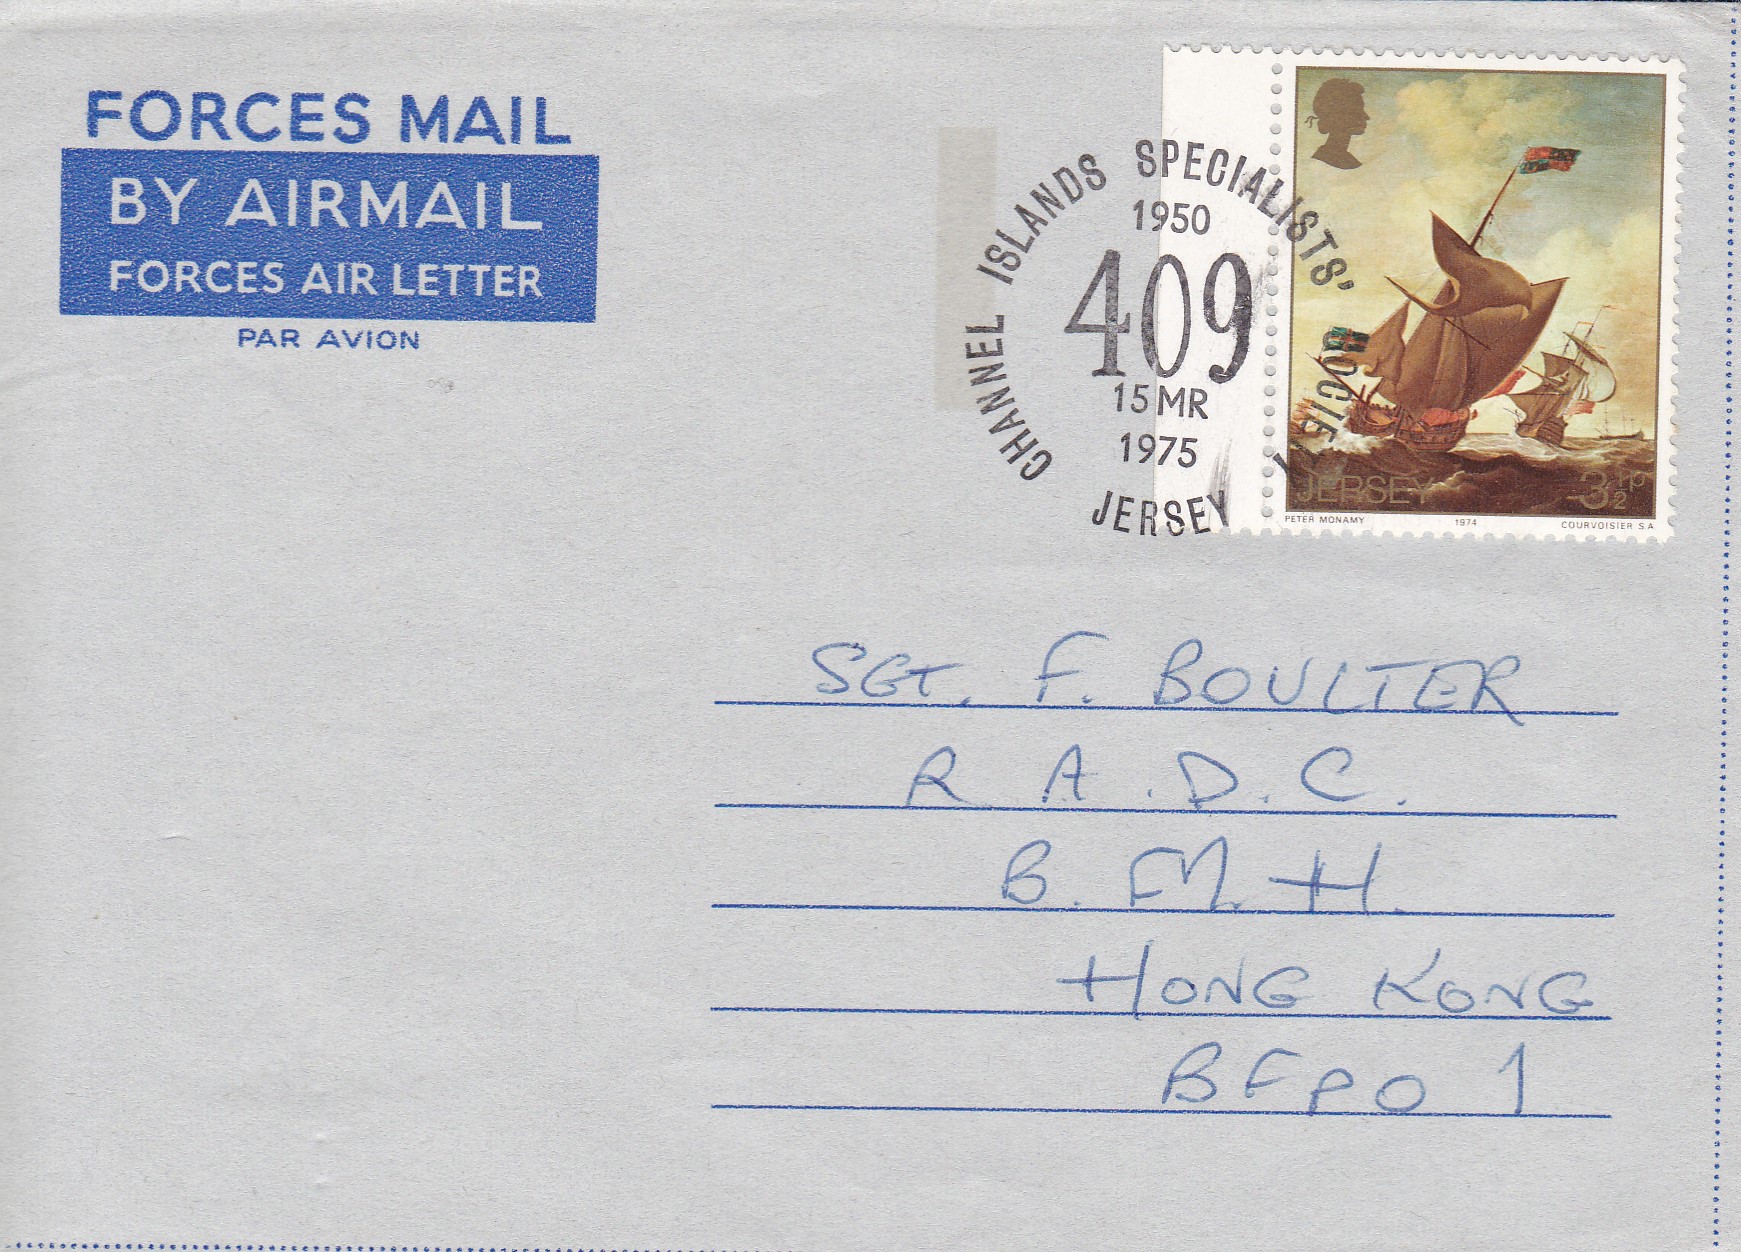 FORCES MAIL
BY AIRMAIL
FORCES AIR LETTER
PAR AVION
CHANNEL ISLANDS SPECIALISTS' SOCIETY
1950
409
15 MR
1975
JERSEY
JERSEY 3½p
PETER MONAMY 1974 COURVOISIER S.A
SGT. F. BOULTER
R.A.D.C.
B.M.H.
HONG KONG
BFPO 1